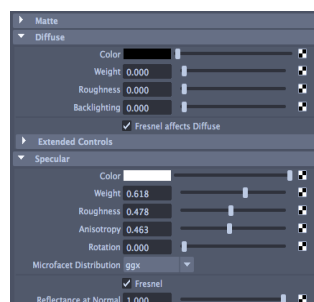 Matte
Diffuse
Color
Weight 0.000
Roughness 0.000
Backlighting 0.000
Fresnel affects Diffuse
Extended Controls
Specular
Color
Weight 0.618
Roughness 0.478
Anisotropy 0.463
Rotation 0.000
Microfacet Distribution ggx
Fresnel
Reflectance at Normal 1.000